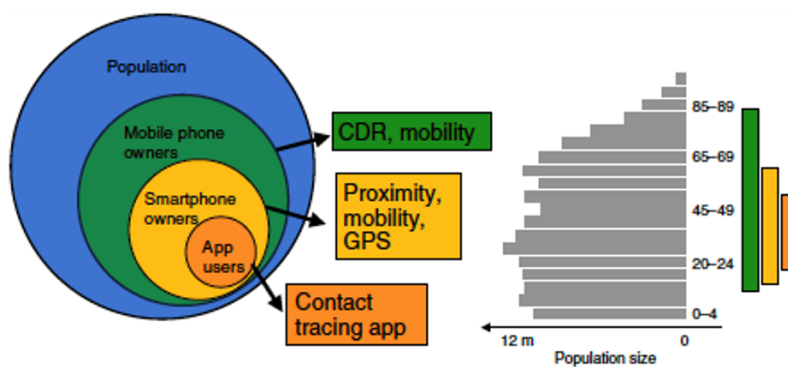 Population
Mobile phone
owners
Smartphone
owners
App
users
CDR, mobility
Proximity,
mobility,
GPS
Contact
tracing app
85–89
65–69
45–49
20–24
0–4
12 m
0
Population size